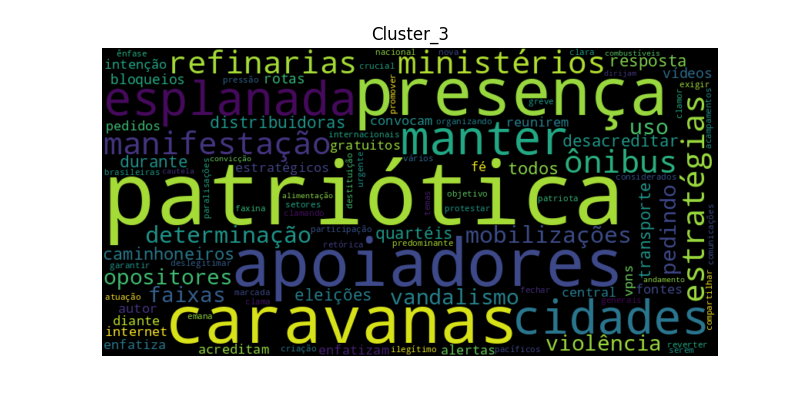 Cluster_3
ênfase
nacional
nova
clara
combustíveis
intenção
refinarias
ministérios
resposta
bloqueios
pressão
rotas
crucial
dirijam
vídeos
esplanada
promover
presença
exigir
greve
clamor
acampamentos
pedidos
distribuidoras
convocam
organizando
reunirem
uso
desacreditar
manifestação
internacionais
gratuitos
manter
ônibus
estratégias
durante
brasileiras
convicção
cautela
estratégicos
destituição
urgente
vários
fé
todos
considerados
patriótica
paralisações
alimentação
setores
objetivo
patriota
faxina
clamando
protestar
temas
transporte
pedindo
comunicações
determinação
participação
quartéis
mobilizações
caminhoneiros
retórica
predominante
garantir
deslegitimar
apoiadores
opositores
andamento
vpns
fontes
compartilhar
atuação
faixas
marcada
eleições
vandalismo
fechar
central
generais
autor
clama
caravanas
cidades
diante
emana
internet
enfatiza
acreditam
criação
enfatizam
ilegítimo
alertas
pacíficos
violência
reverter
serem